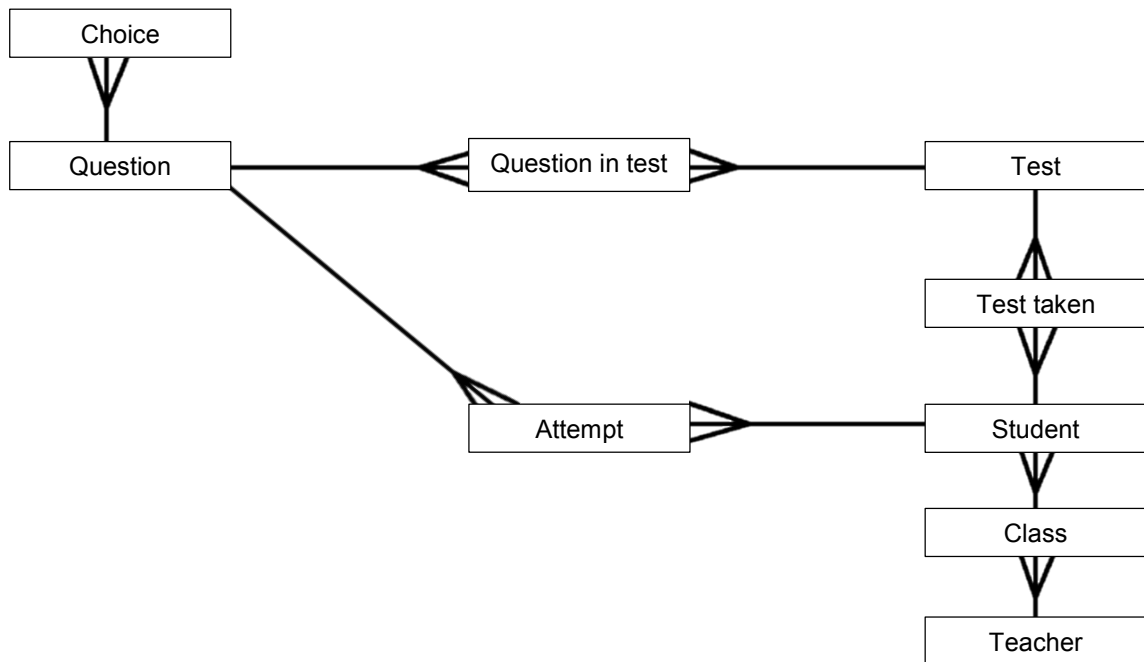 Choice
Question
Question in test
Test
Test taken
Attempt
Student
Class
Teacher